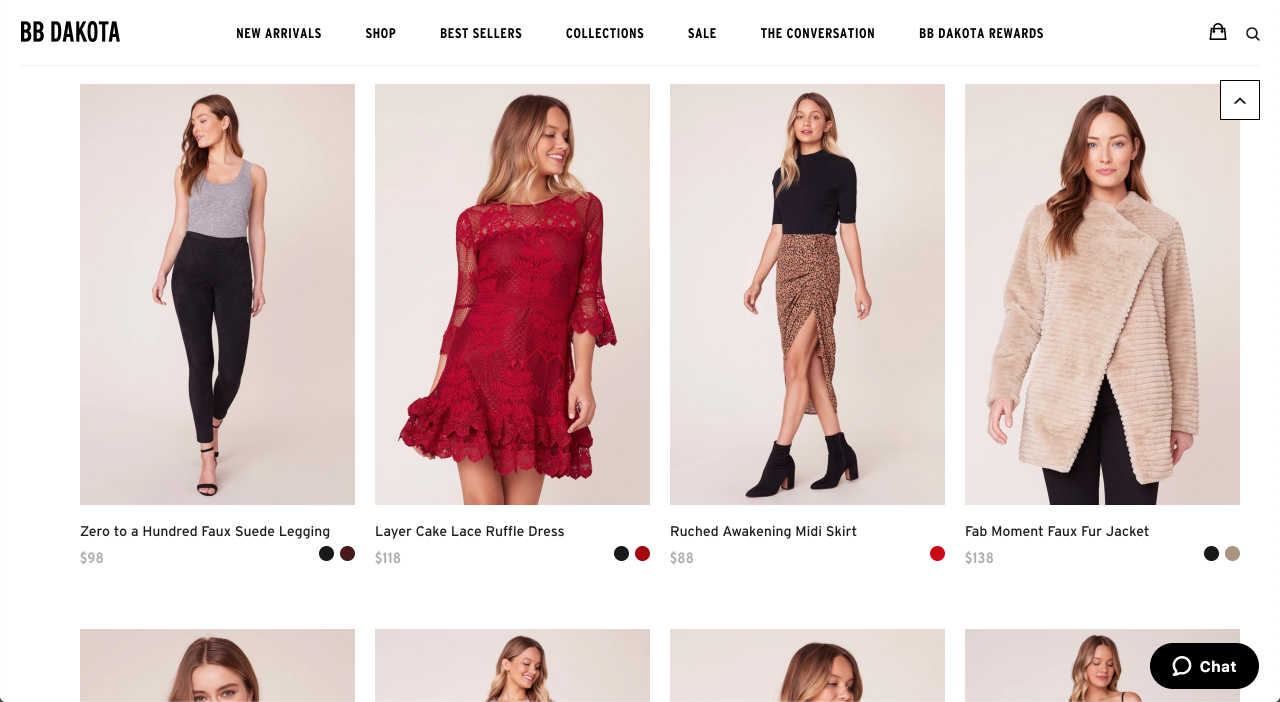 BB DAKOTA
NEW ARRIVALS
SHOP
BEST SELLERS
COLLECTIONS
SALE
THE CONVERSATION
BB DAKOTA REWARDS
Zero to a Hundred Faux Suede Legging
$98
Layer Cake Lace Ruffle Dress
$118
Ruched Awakening Midi Skirt
$88
Fab Moment Faux Fur Jacket
$138
Chat